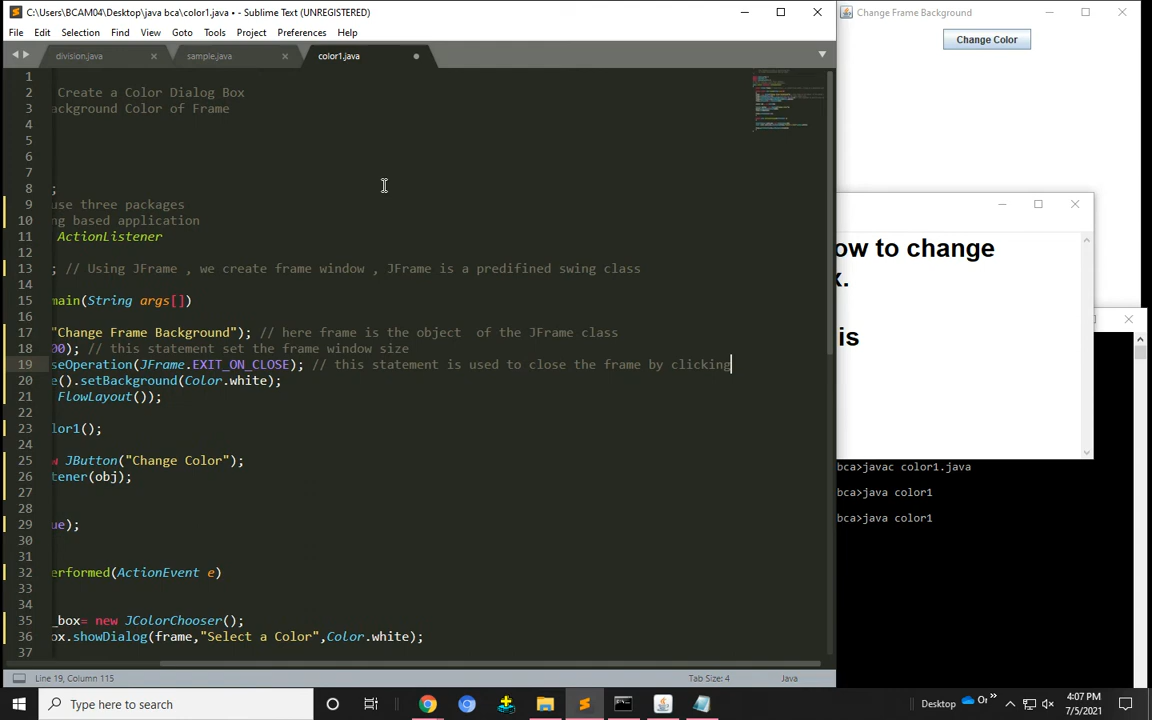 C:\Users\BCAM04\Desktop\java bca\color1.java • - Sublime Text (UNREGISTERED)
File Edit Selection Find View Goto Tools Project Preferences Help
division.java sample.java color1.java
1
2 Create a Color Dialog Box
3 ackground Color of Frame
4
5
6
7
8 ;
9 use three packages
10 ng based application
11 ActionListener
12
13 ; // Using JFrame , we create frame window , JFrame is a predifined swing class
14
15 main(String args[])
16
17 "Change Frame Background"); // here frame is the object of the JFrame class
18 00); // this statement set the frame window size
19 seOperation(JFrame.EXIT_ON_CLOSE); // this statement is used to close the frame by clicking
20 e().setBackground(Color.white);
21 FlowLayout());
22
23 lor1();
24
25 w JButton("Change Color");
26 tener(obj);
27
28
29 ue);
30
31
32 erformed(ActionEvent e)
33
34
35 _box= new JColorChooser();
36 ox.showDialog(frame,"Select a Color",Color.white);
37
Line 19, Column 115 Tab Size: 4 Java
Change Frame Background
Change Color
ow to change
x.
is
bca>javac color1.java
bca>java color1
bca>java color1
Type here to search
Desktop Or
4:07 PM
7/5/2021